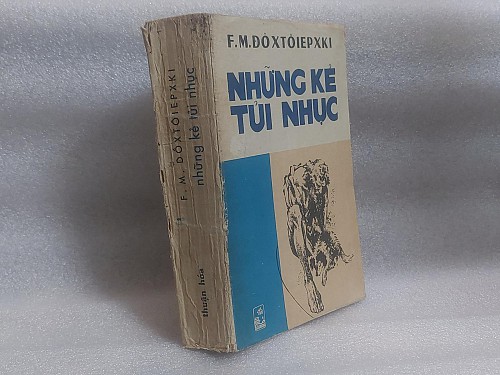 F.M.ĐÔXTÔIEPXKI
NHỮNG KẺ
TỦI NHỤC
F. M. ĐÔXTÔIEPXKI
những kẻ tủi nhục
thuận hóa